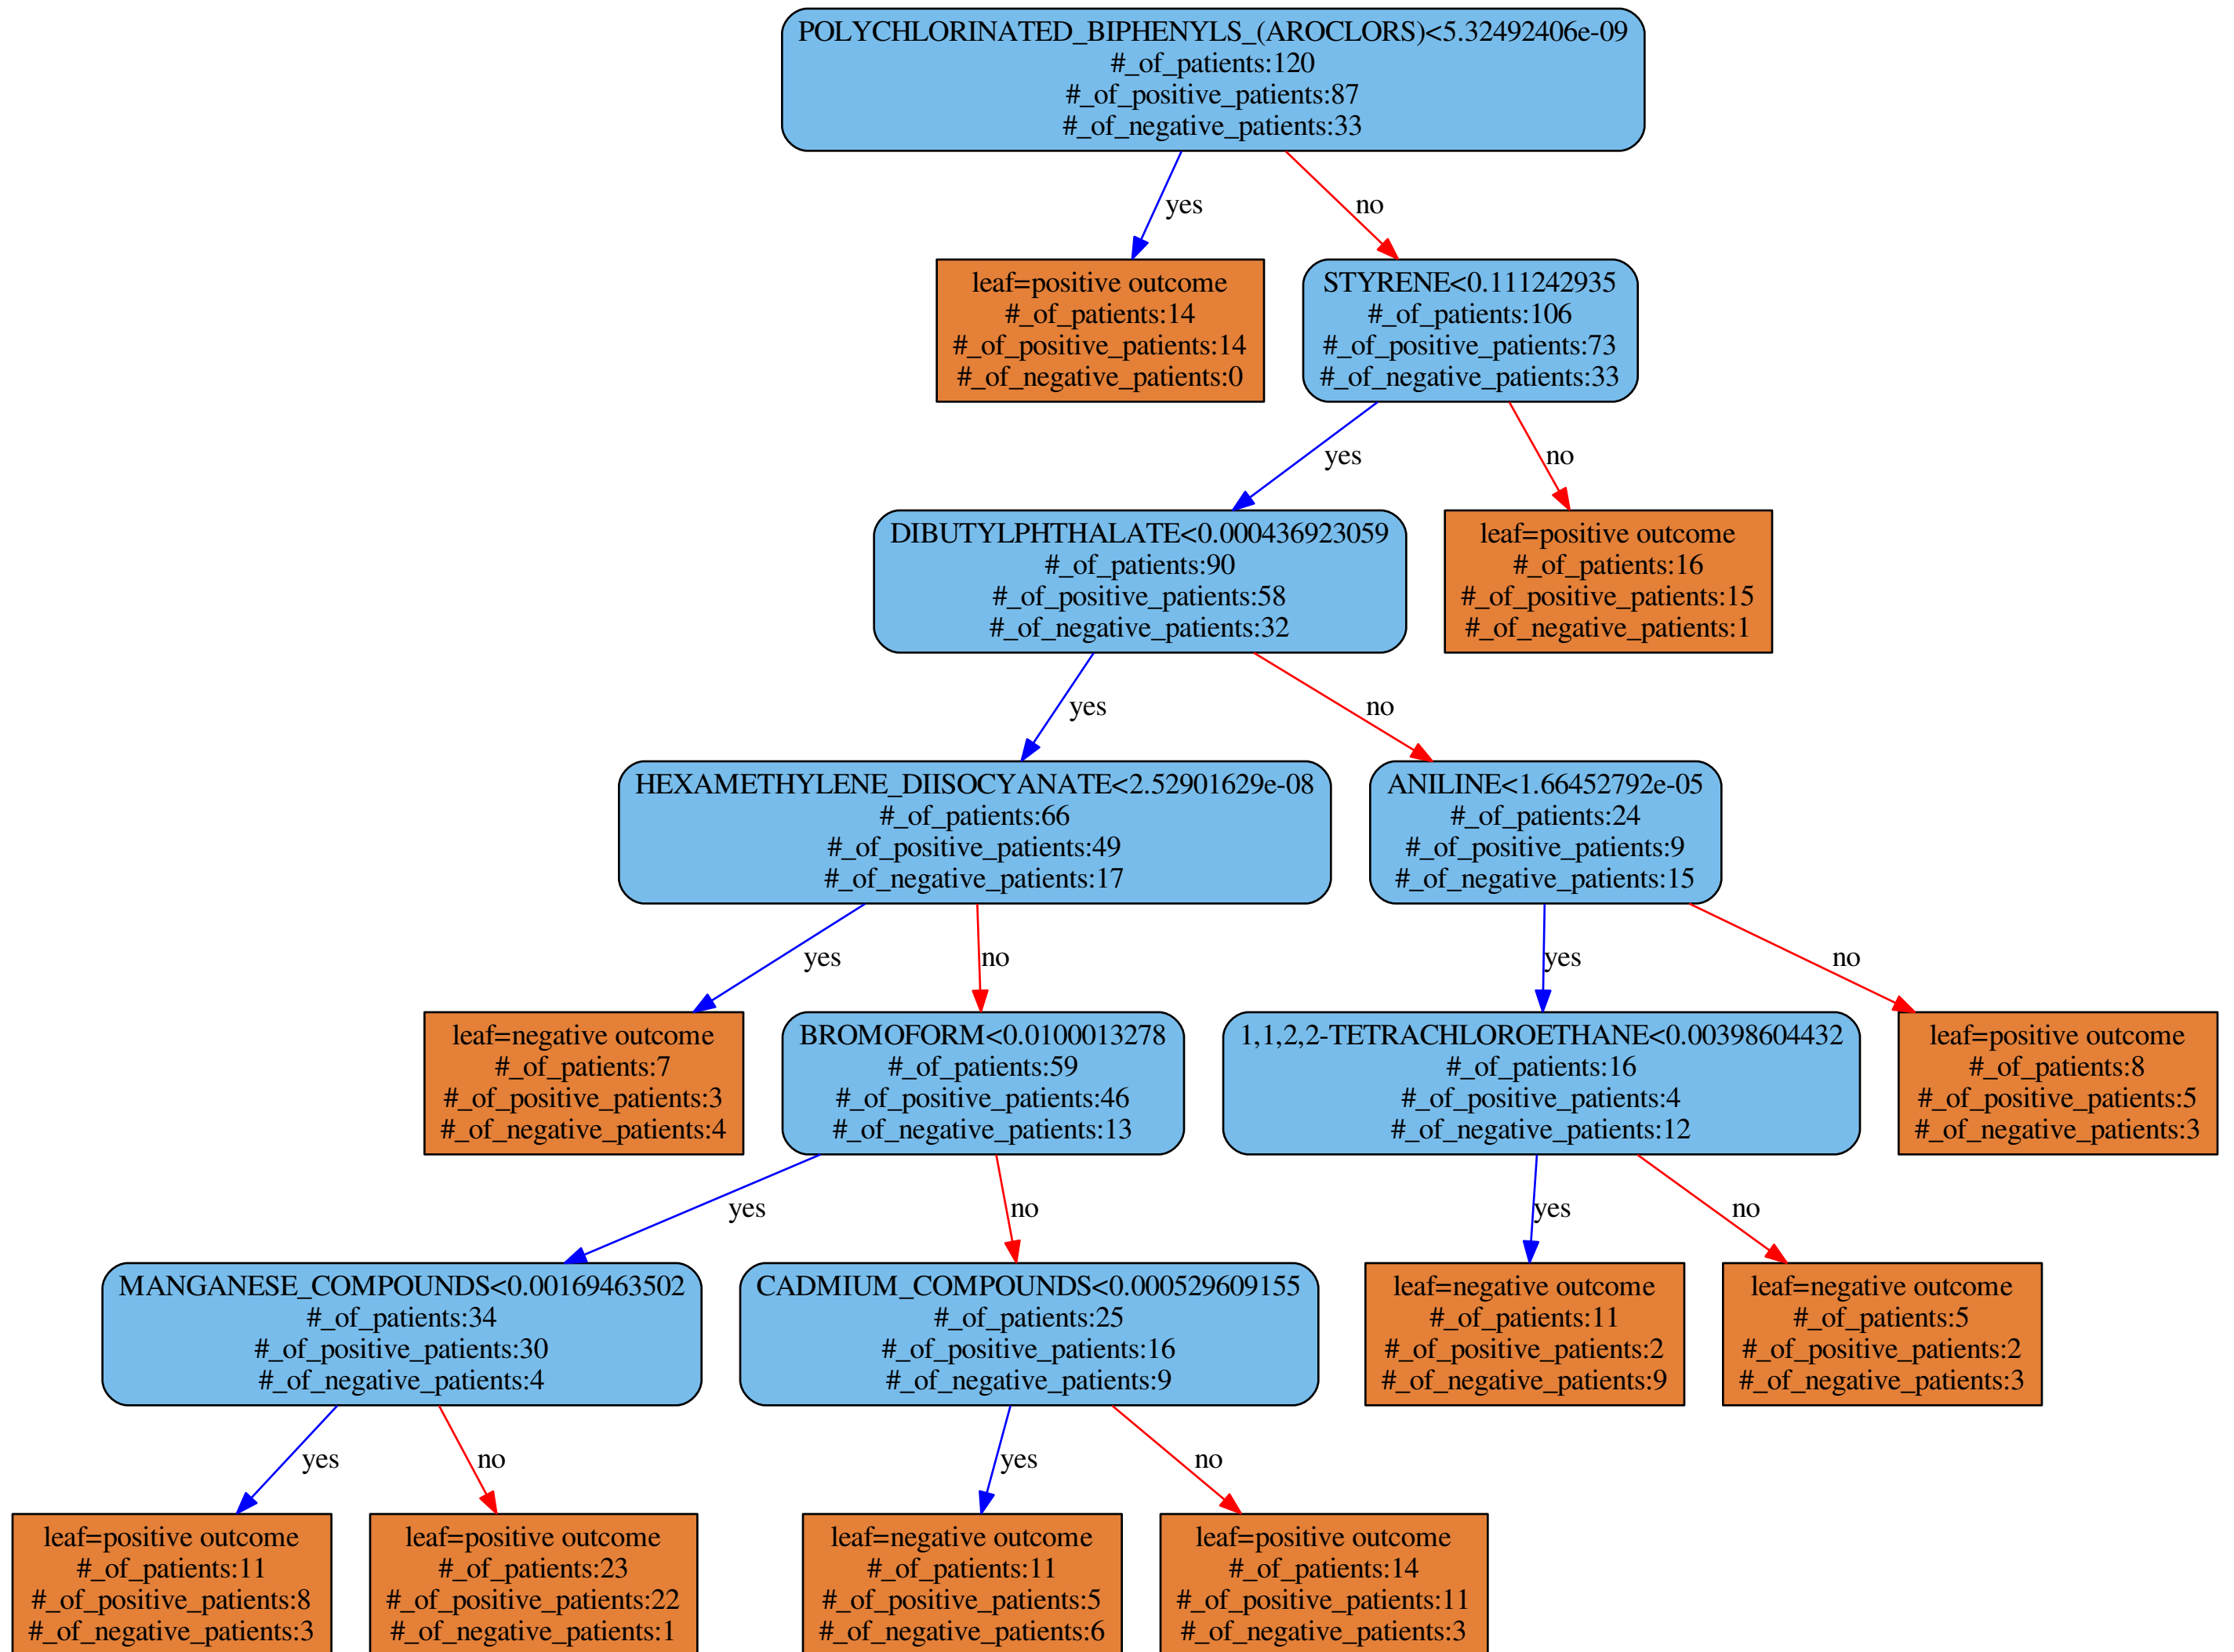 POLYCHLORINATED_BIPHENYLS_(AROCLORS)<5.32492406e-09
#_of_patients:120
#_of_positive_patients:87
#_of_negative_patients:33
yes
no
leaf=positive outcome
#_of_patients:14
#_of_positive_patients:14
#_of_negative_patients:0
STYRENE<0.111242935
#_of_patients:106
#_of_positive_patients:73
#_of_negative_patients:33
yes
no
DIBUTYLPHTHALATE<0.000436923059
#_of_patients:90
#_of_positive_patients:58
#_of_negative_patients:32
leaf=positive outcome
#_of_patients:16
#_of_positive_patients:15
#_of_negative_patients:1
yes
no
HEXAMETHYLENE_DIISOCYANATE<2.52901629e-08
#_of_patients:66
#_of_positive_patients:49
#_of_negative_patients:17
ANILINE<1.66452792e-05
#_of_patients:24
#_of_positive_patients:9
#_of_negative_patients:15
yes
no
yes
no
leaf=negative outcome
#_of_patients:7
#_of_positive_patients:3
#_of_negative_patients:4
BROMOFORM<0.0100013278
#_of_patients:59
#_of_positive_patients:46
#_of_negative_patients:13
1,1,2,2-TETRACHLOROETHANE<0.00398604432
#_of_patients:16
#_of_positive_patients:4
#_of_negative_patients:12
leaf=positive outcome
#_of_patients:8
#_of_positive_patients:5
#_of_negative_patients:3
yes
no
yes
no
MANGANESE_COMPOUNDS<0.00169463502
#_of_patients:34
#_of_positive_patients:30
#_of_negative_patients:4
CADMIUM_COMPOUNDS<0.000529609155
#_of_patients:25
#_of_positive_patients:16
#_of_negative_patients:9
leaf=negative outcome
#_of_patients:11
#_of_positive_patients:2
#_of_negative_patients:9
leaf=negative outcome
#_of_patients:5
#_of_positive_patients:2
#_of_negative_patients:3
yes
no
yes
no
leaf=positive outcome
#_of_patients:11
#_of_positive_patients:8
#_of_negative_patients:3
leaf=positive outcome
#_of_patients:23
#_of_positive_patients:22
#_of_negative_patients:1
leaf=negative outcome
#_of_patients:11
#_of_positive_patients:5
#_of_negative_patients:6
leaf=positive outcome
#_of_patients:14
#_of_positive_patients:11
#_of_negative_patients:3